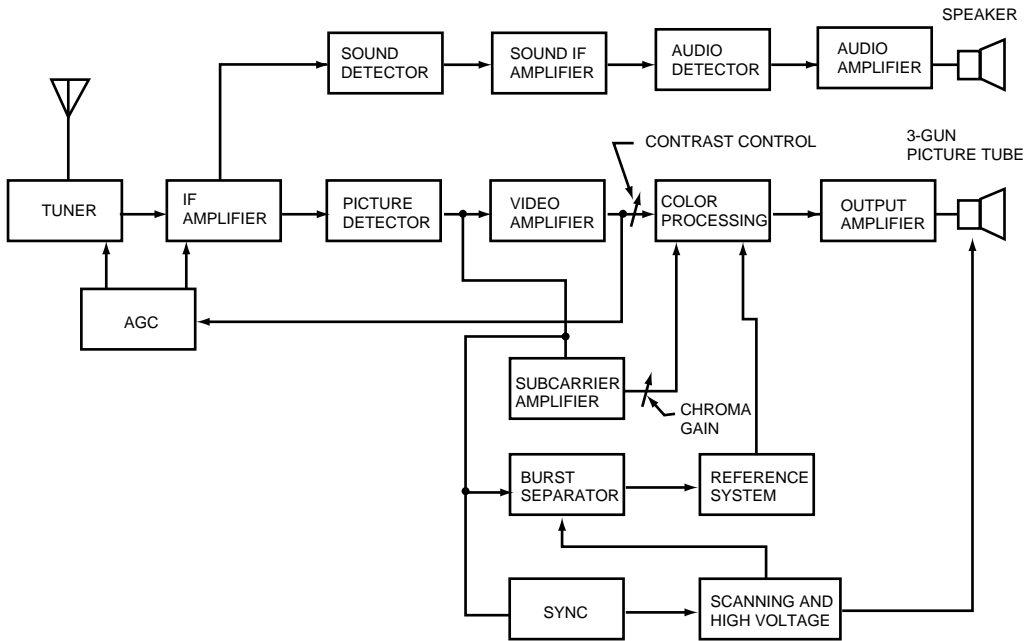 SPEAKER
SOUND
DETECTOR
SOUND IF
AMPLIFIER
AUDIO
DETECTOR
AUDIO
AMPLIFIER
CONTRAST CONTROL
3-GUN
PICTURE TUBE
TUNER
IF
AMPLIFIER
PICTURE
DETECTOR
VIDEO
AMPLIFIER
COLOR
PROCESSING
OUTPUT
AMPLIFIER
AGC
SUBCARRIER
AMPLIFIER
CHROMA
GAIN
BURST
SEPARATOR
REFERENCE
SYSTEM
SYNC
SCANNING AND
HIGH VOLTAGE